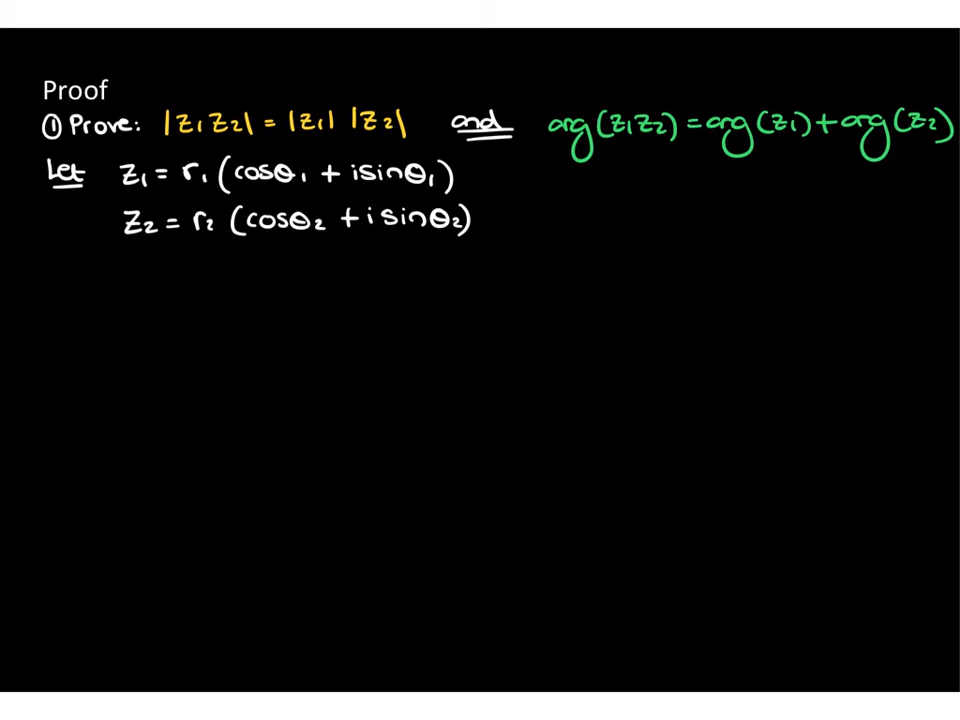 Proof
① Prove: |z₁z₂| = |z₁| |z₂| and arg(z₁z₂) = arg(z₁) + arg(z₂)
Let z₁ = r₁(cosθ₁ + isinθ₁)
z₂ = r₂(cosθ₂ + isinθ₂)